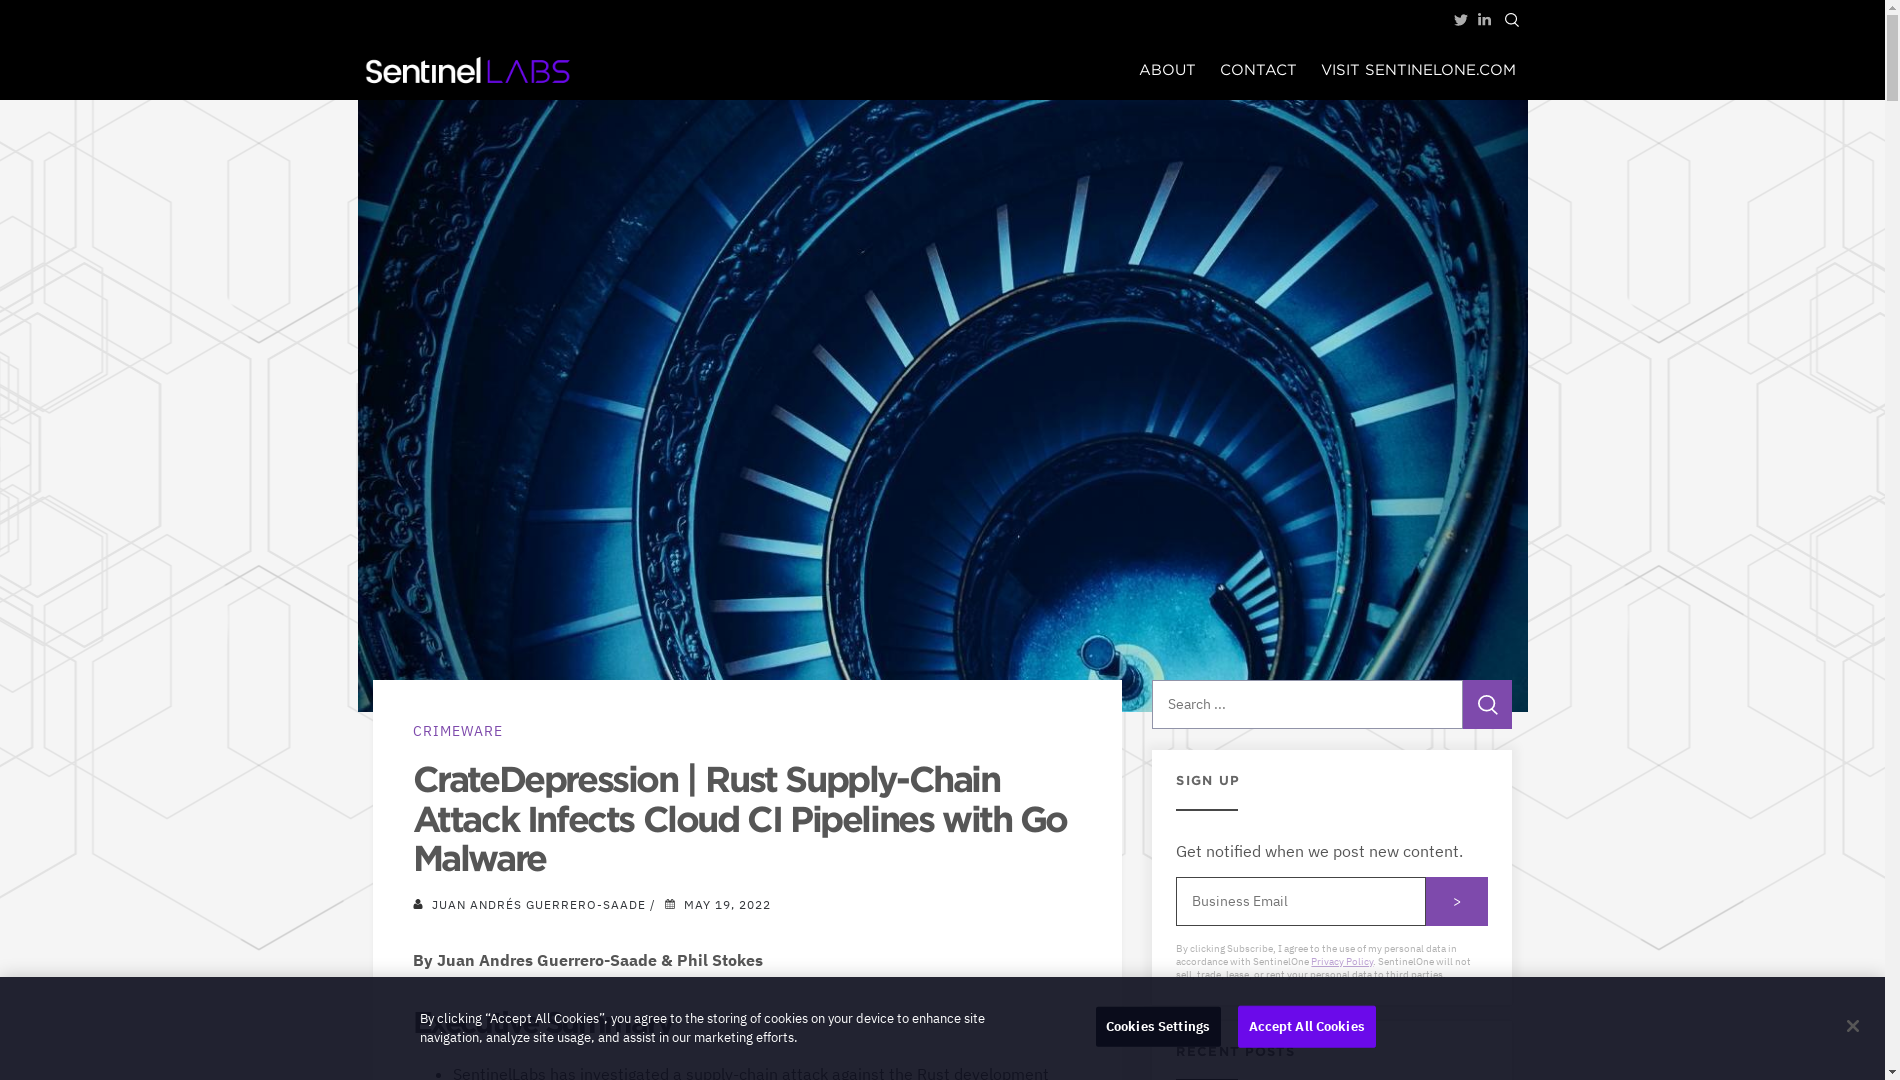 Sentinel LABS
ABOUT
CONTACT
VISIT SENTINELONE.COM
Search ...
CRIMEWARE
CrateDepression | Rust Supply-Chain
Attack Infects Cloud CI Pipelines with Go
Malware
JUAN ANDRÉS GUERRERO-SAADE / MAY 19, 2022
By Juan Andres Guerrero-Saade & Phil Stokes
Executive Summary
SentinelLabs has investigated a supply-chain attack against the Rust development
SIGN UP
Get notified when we post new content.
Business Email
>
By clicking Subscribe, I agree to the use of my personal data in
accordance with SentinelOne Privacy Policy. SentinelOne will not
sell, trade, lease, or rent your personal data to third parties.
RECENT POSTS
By clicking “Accept All Cookies”, you agree to the storing of cookies on your device to enhance site
navigation, analyze site usage, and assist in our marketing efforts.
Cookies Settings
Accept All Cookies